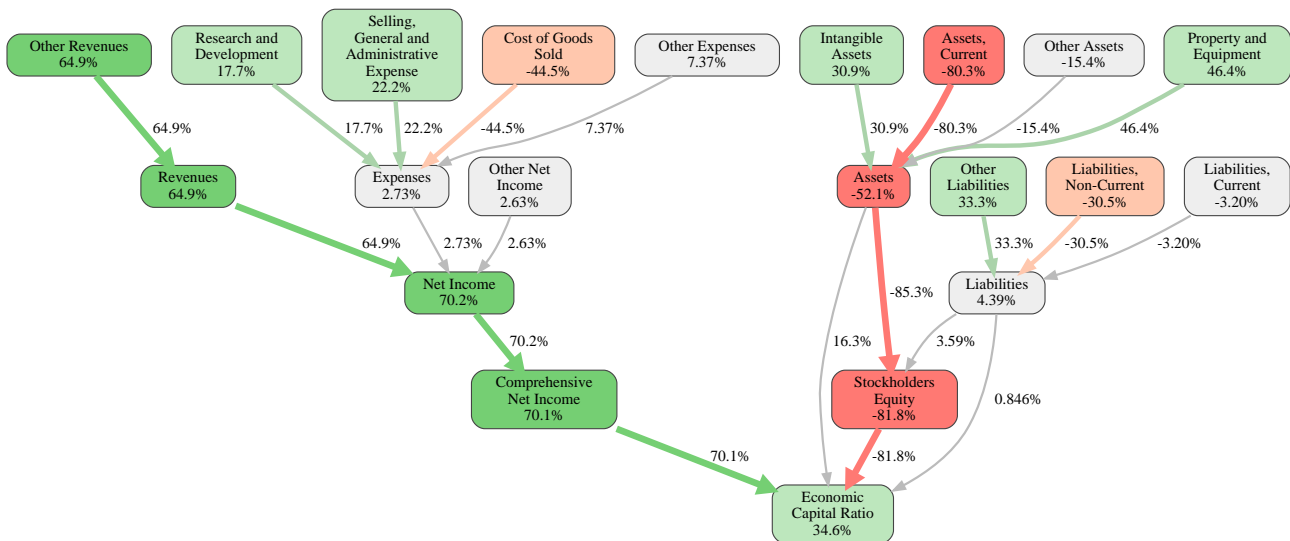 Other Revenues
64.9%
Research and
Development
17.7%
Selling,
General and
Administrative
Expense
22.2%
Cost of Goods
Sold
-44.5%
Other Expenses
7.37%
Intangible
Assets
30.9%
Assets,
Current
-80.3%
Other Assets
-15.4%
Property and
Equipment
46.4%
64.9%
17.7%
22.2%
-44.5%
7.37%
30.9%
-80.3%
-15.4%
46.4%
Revenues
64.9%
Expenses
2.73%
Other Net
Income
2.63%
Assets
-52.1%
Other
Liabilities
33.3%
Liabilities,
Non-Current
-30.5%
Liabilities,
Current
-3.20%
64.9%
2.73%
2.63%
33.3%
-30.5%
-3.20%
Net Income
70.2%
-85.3%
Liabilities
4.39%
70.2%
16.3%
3.59%
Comprehensive
Net Income
70.1%
Stockholders
Equity
-81.8%
0.846%
70.1%
-81.8%
Economic
Capital Ratio
34.6%